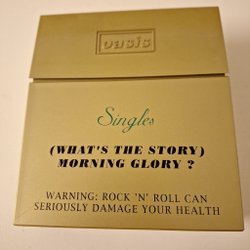 oasis
Singles
(WHAT'S THE STORY)
MORNING GLORY ?
WARNING: ROCK 'N' ROLL CAN
SERIOUSLY DAMAGE YOUR HEALTH